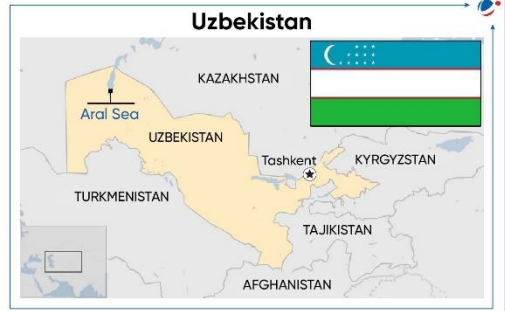 Uzbekistan
KAZAKHSTAN
Aral Sea
UZBEKISTAN
Tashkent
KYRGYZSTAN
TURKMENISTAN
TAJIKISTAN
AFGHANISTAN